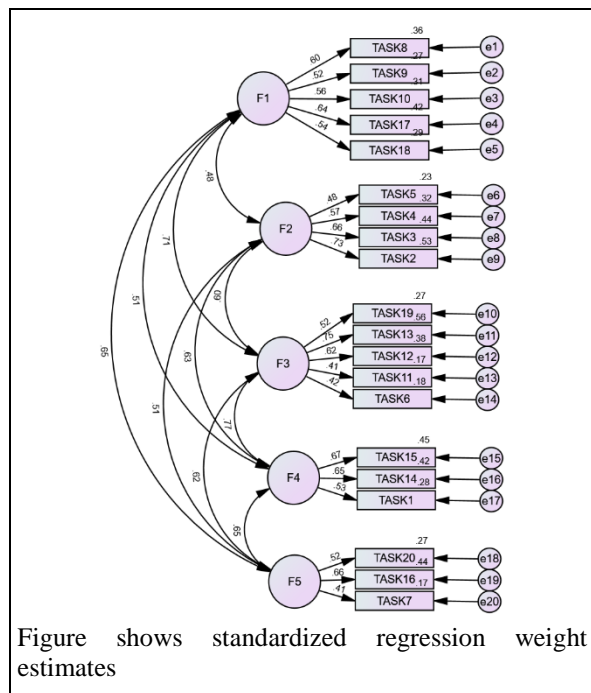 .36
.60 TASK8 e1
.27
.52 TASK9 e2
.31
F1 .56 TASK10 e3
.42
.64 TASK17 e4
.29
.54 TASK18 e5
.48
.23
.48 TASK5 e6
.32
.57 TASK4 e7
.44
F2 .66 TASK3 e8
.53
.73 TASK2 e9
.71
.60
.27
.52 TASK19 e10
.56
.75 TASK13 e11
.38
.51
.65
.63
F3 .62 TASK12 e12
.17
.41 TASK11 e13
.18
.42 TASK6 e14
.51
.77
.45
.67 TASK15 e15
.42
.62
F4 .65 TASK14 e16
.28
.53 TASK1 e17
.65
.27
.52 TASK20 e18
.44
F5 .66 TASK16 e19
.17
.41 TASK7 e20
Figure shows standardized regression weight
estimates